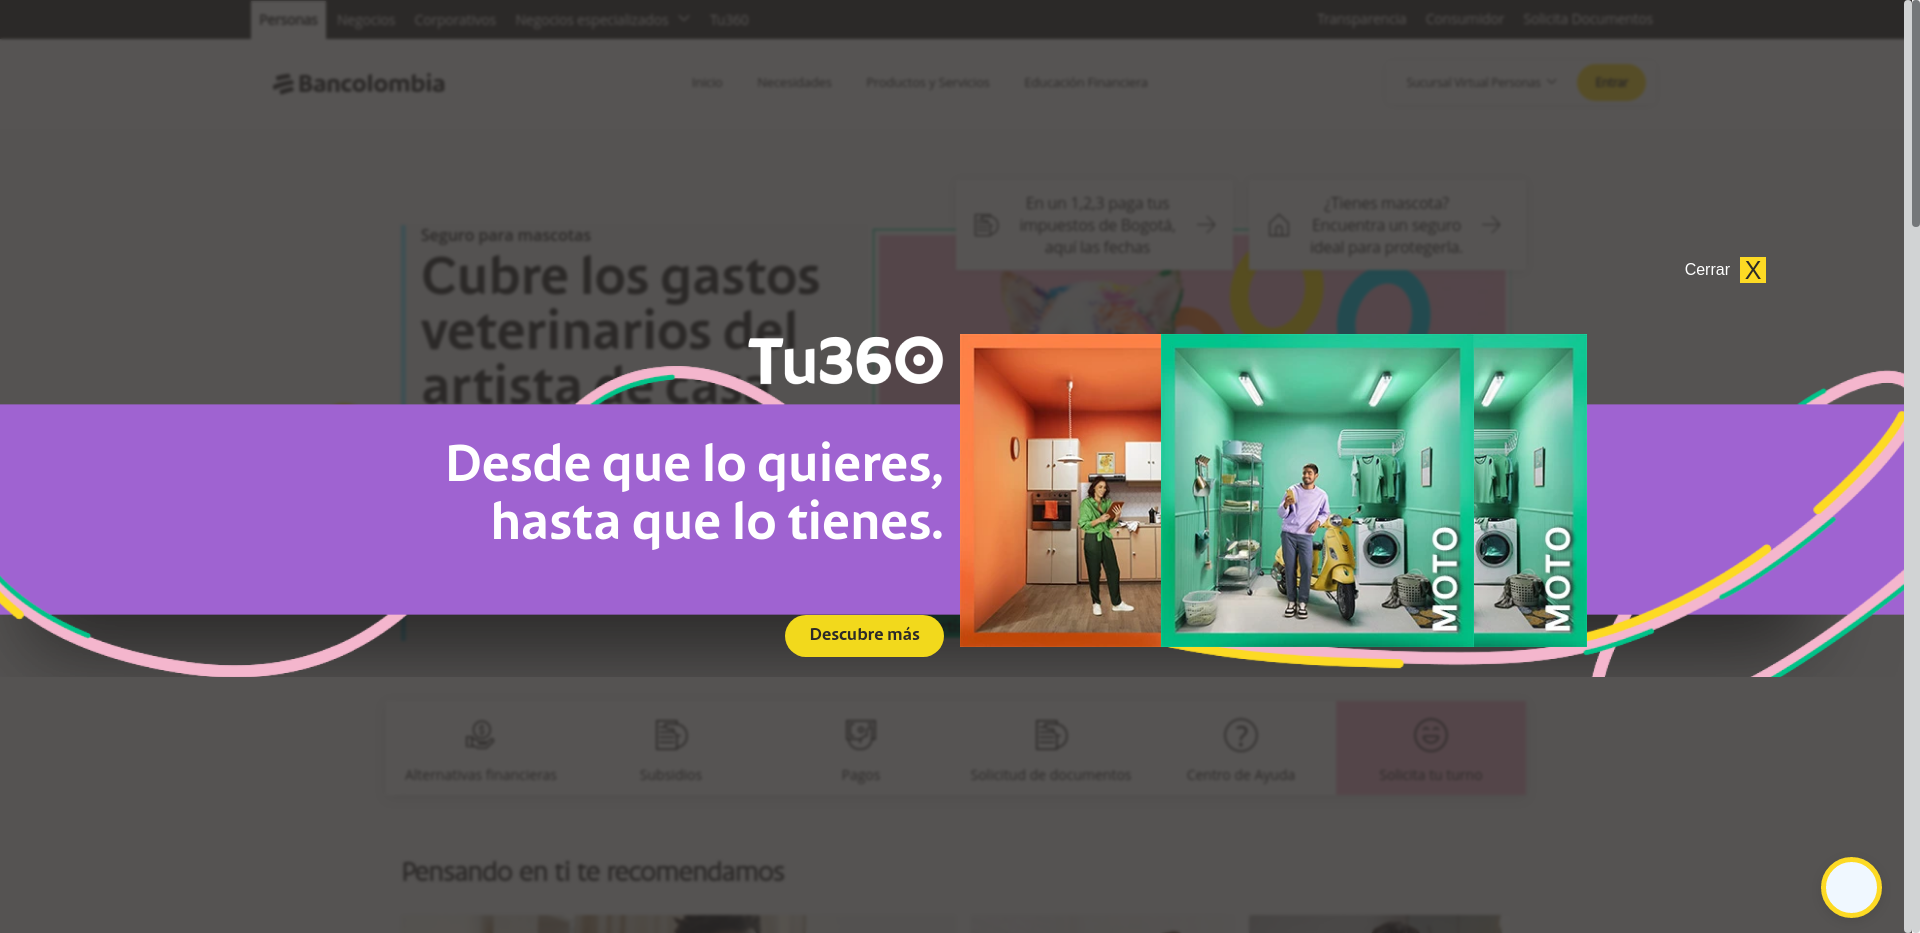 Personas
Negocios
Corporativos
Negocios especializados
Tu360
Transparencia
Consumidor
Solicita Documentos
Bancolombia
Inicio
Necesidades
Productos y Servicios
Educación Financiera
Sucursal Virtual Personas
Entrar
En un 1,2,3 paga tus
impuestos de Bogotá,
aquí las fechas
¿Tienes mascota?
Encuentra un seguro
ideal para protegerla.
Seguro para mascotas
Cubre los gastos
veterinarios del
artista de casa
Cerrar X
Tu360
Desde que lo quieres,
hasta que lo tienes.
Descubre más
MOTO
MOTO
Alternativas financieras
Subsidios
Pagos
Solicitud de documentos
Centro de Ayuda
Solicita tu turno
Pensando en ti te recomendamos